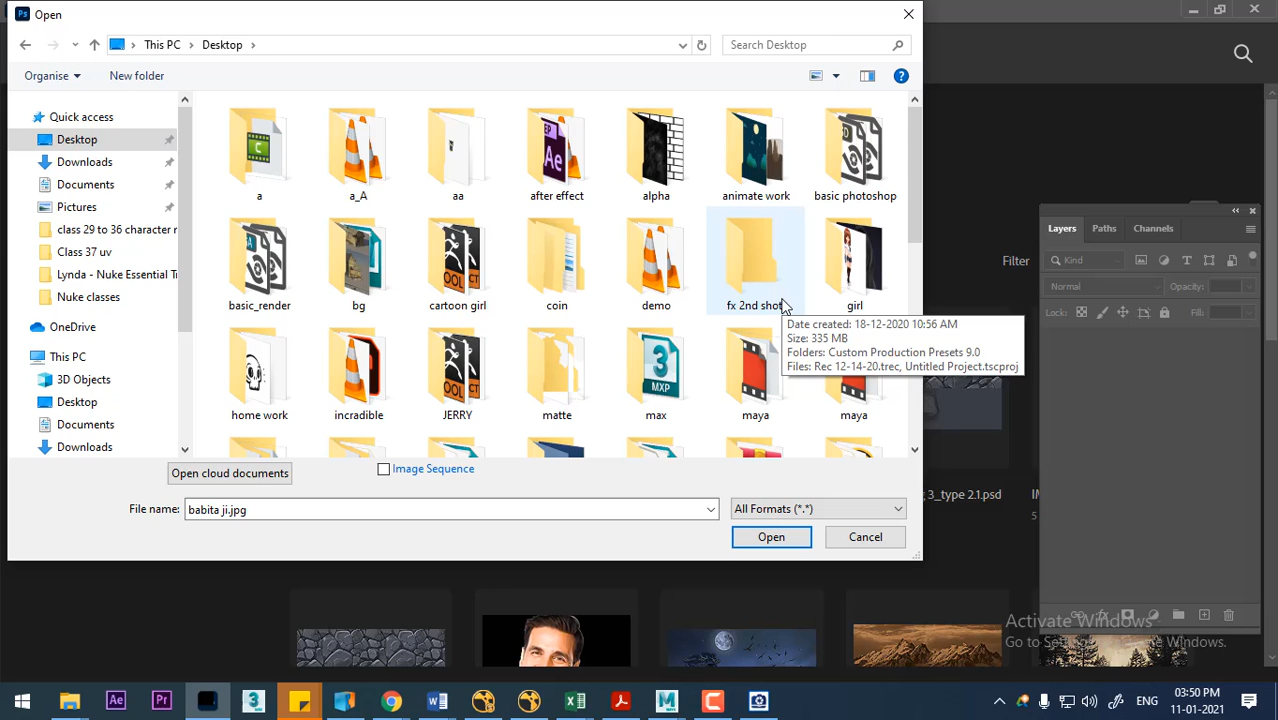 Open
This PC
Desktop
Search Desktop
Organise
New folder
Quick access
Desktop
Downloads
Documents
Pictures
class 29 to 36 character r
Class 37 uv
Lynda - Nuke Essential Tr
Nuke classes
OneDrive
This PC
3D Objects
Desktop
Documents
Downloads
a
a_A
aa
after effect
alpha
animate work
basic photoshop
basic_render
bg
cartoon girl
coin
demo
fx 2nd shot
girl
Date created: 18-12-2020 10:56 AM
Size: 335 MB
Folders: Custom Production Presets 9.0
Files: Rec 12-14-20.trec, Untitled Project.tscproj
home work
incradible
JERRY
matte
max
maya
maya
Open cloud documents
Image Sequence
File name:
babita ji.jpg
All Formats (*.*)
Open
Cancel
Filter
Layers
Paths
Channels
Kind
Normal
Opacity:
Lock:
Fill:
g 3_type 2.1.psd
Activate Windows
Go to Settings to activate Windows.
ENG
03:50 PM
11-01-2021